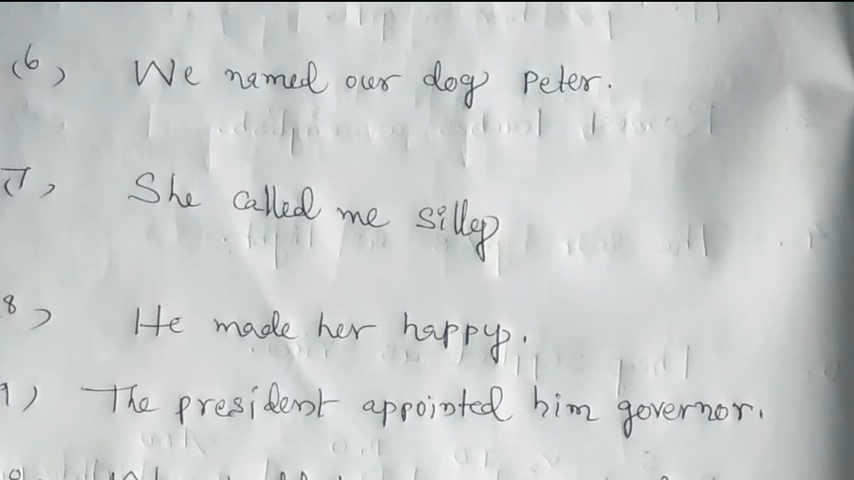 (6) We named our dog Peter.
7) She called me silly
8) He made her happy.
9) The president appointed him governor.